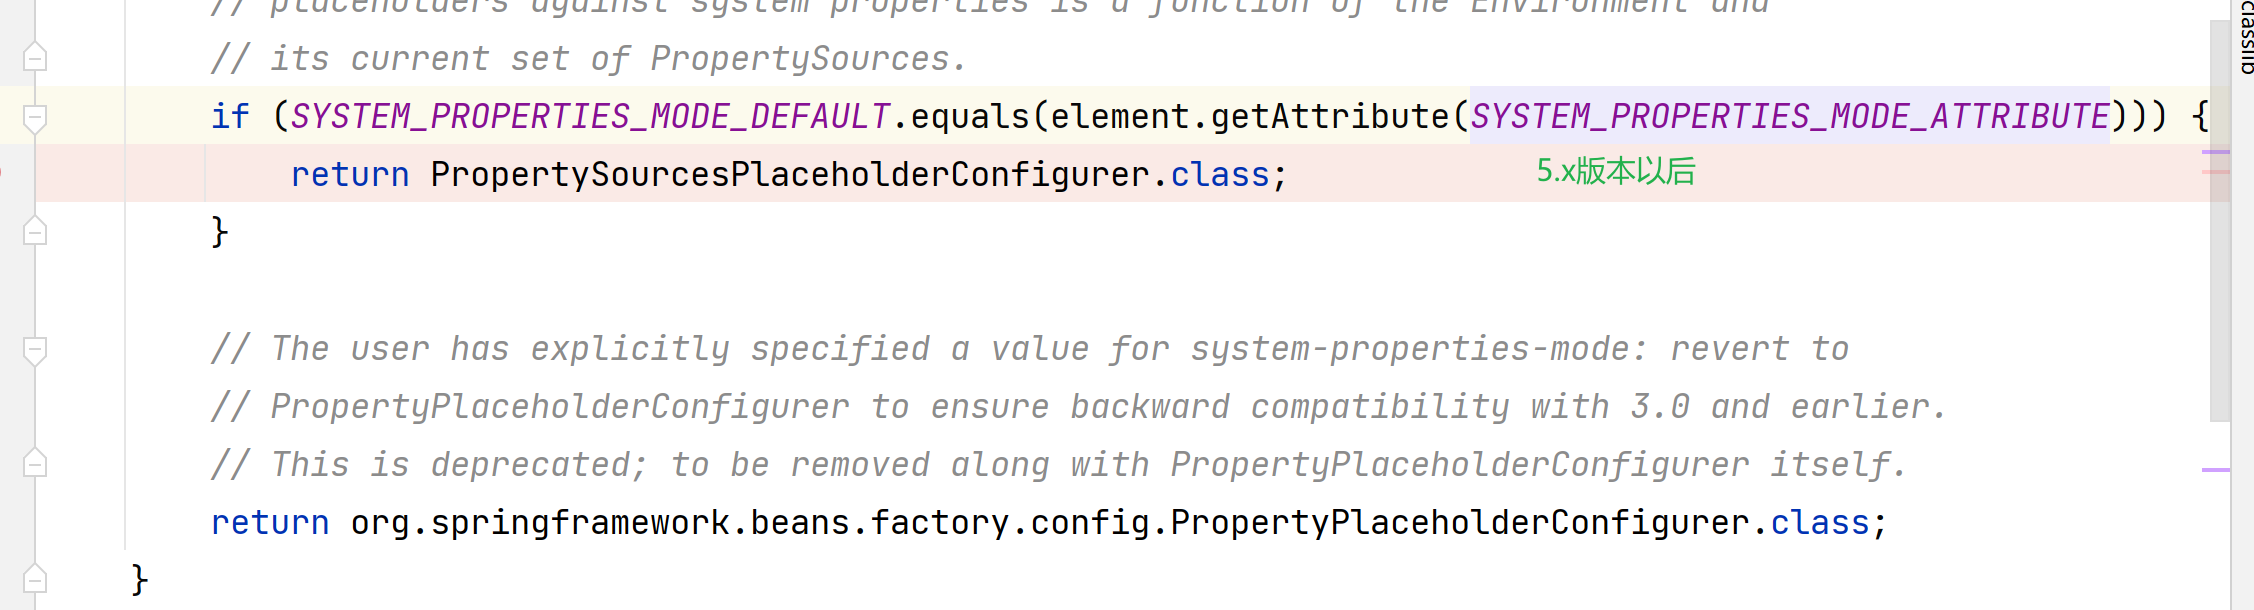 // placeholders against system properties is a function of the Environment and
// its current set of PropertySources.
if (SYSTEM_PROPERTIES_MODE_DEFAULT.equals(element.getAttribute(SYSTEM_PROPERTIES_MODE_ATTRIBUTE))) {
return PropertySourcesPlaceholderConfigurer.class; 5.x版本以后
}
// The user has explicitly specified a value for system-properties-mode: revert to
// PropertyPlaceholderConfigurer to ensure backward compatibility with 3.0 and earlier.
// This is deprecated; to be removed along with PropertyPlaceholderConfigurer itself.
return org.springframework.beans.factory.config.PropertyPlaceholderConfigurer.class;
}
classlib